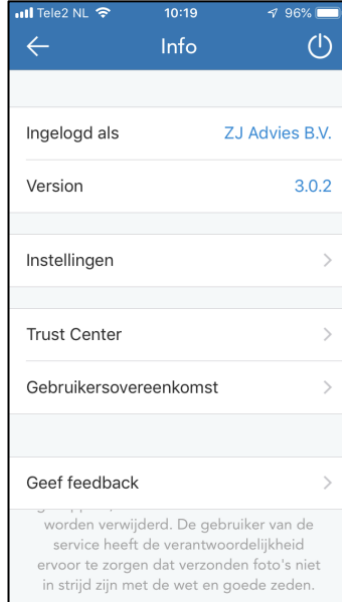 Tele2 NL 10:19 96%
Info
Ingelogd als ZJ Advies B.V.
Version 3.0.2
Instellingen
Trust Center
Gebruikersovereenkomst
Geef feedback
worden verwijderd. De gebruiker van de
service heeft de verantwoordelijkheid
ervoor te zorgen dat verzonden foto's niet
in strijd zijn met de wet en goede zeden.